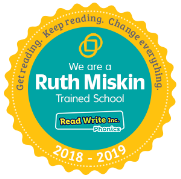 Get reading. Keep reading. Change everything.
We are a
Ruth Miskin
Trained School
Read Write Inc.
Phonics
2018 - 2019